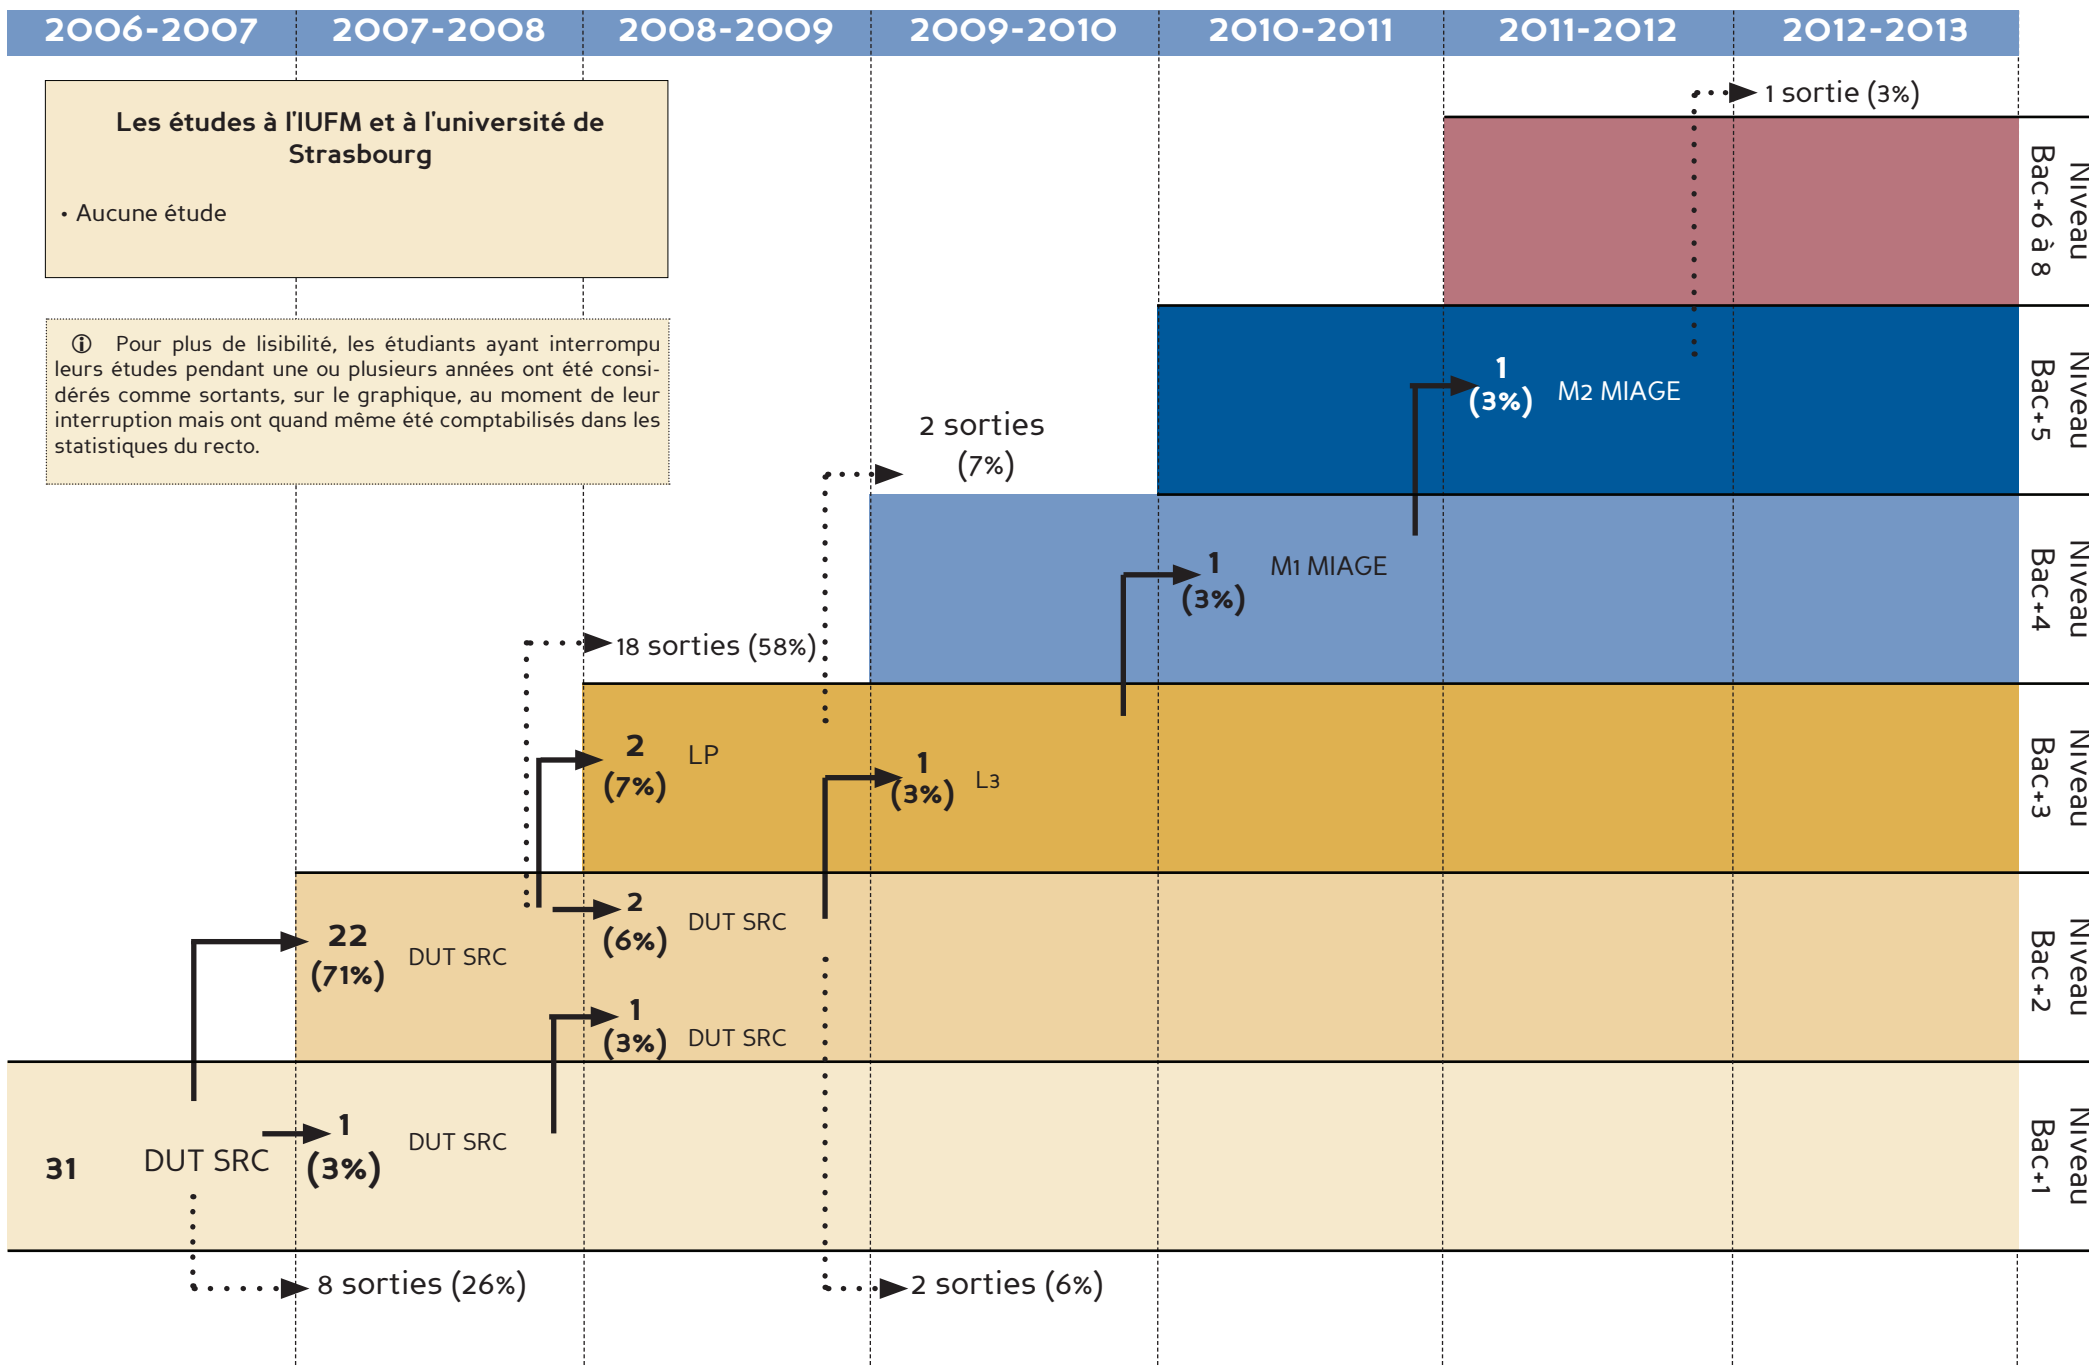 2006-2007 2007-2008 2008-2009 2009-2010 2010-2011 2011-2012 2012-2013
Les études à l'IUFM et à l'université de
Strasbourg
• Aucune étude
Pour plus de lisibilité, les étudiants ayant interrompu
leurs études pendant une ou plusieurs années ont été consi-
dérés comme sortants, sur le graphique, au moment de leur
interruption mais ont quand même été comptabilisés dans les
statistiques du recto.
1 sortie (3%)
Niveau
Bac+6 à 8
1
(3%)
M2 MIAGE
Niveau
Bac+5
2 sorties
(7%)
1
(3%)
M1 MIAGE
Niveau
Bac+4
18 sorties (58%)
2
(7%)
LP
1
(3%)
L3
Niveau
Bac+3
22
(71%)
DUT SRC
2
(6%)
DUT SRC
1
(3%)
DUT SRC
Niveau
Bac+2
31
DUT SRC
1
(3%)
DUT SRC
Niveau
Bac+1
8 sorties (26%)
2 sorties (6%)